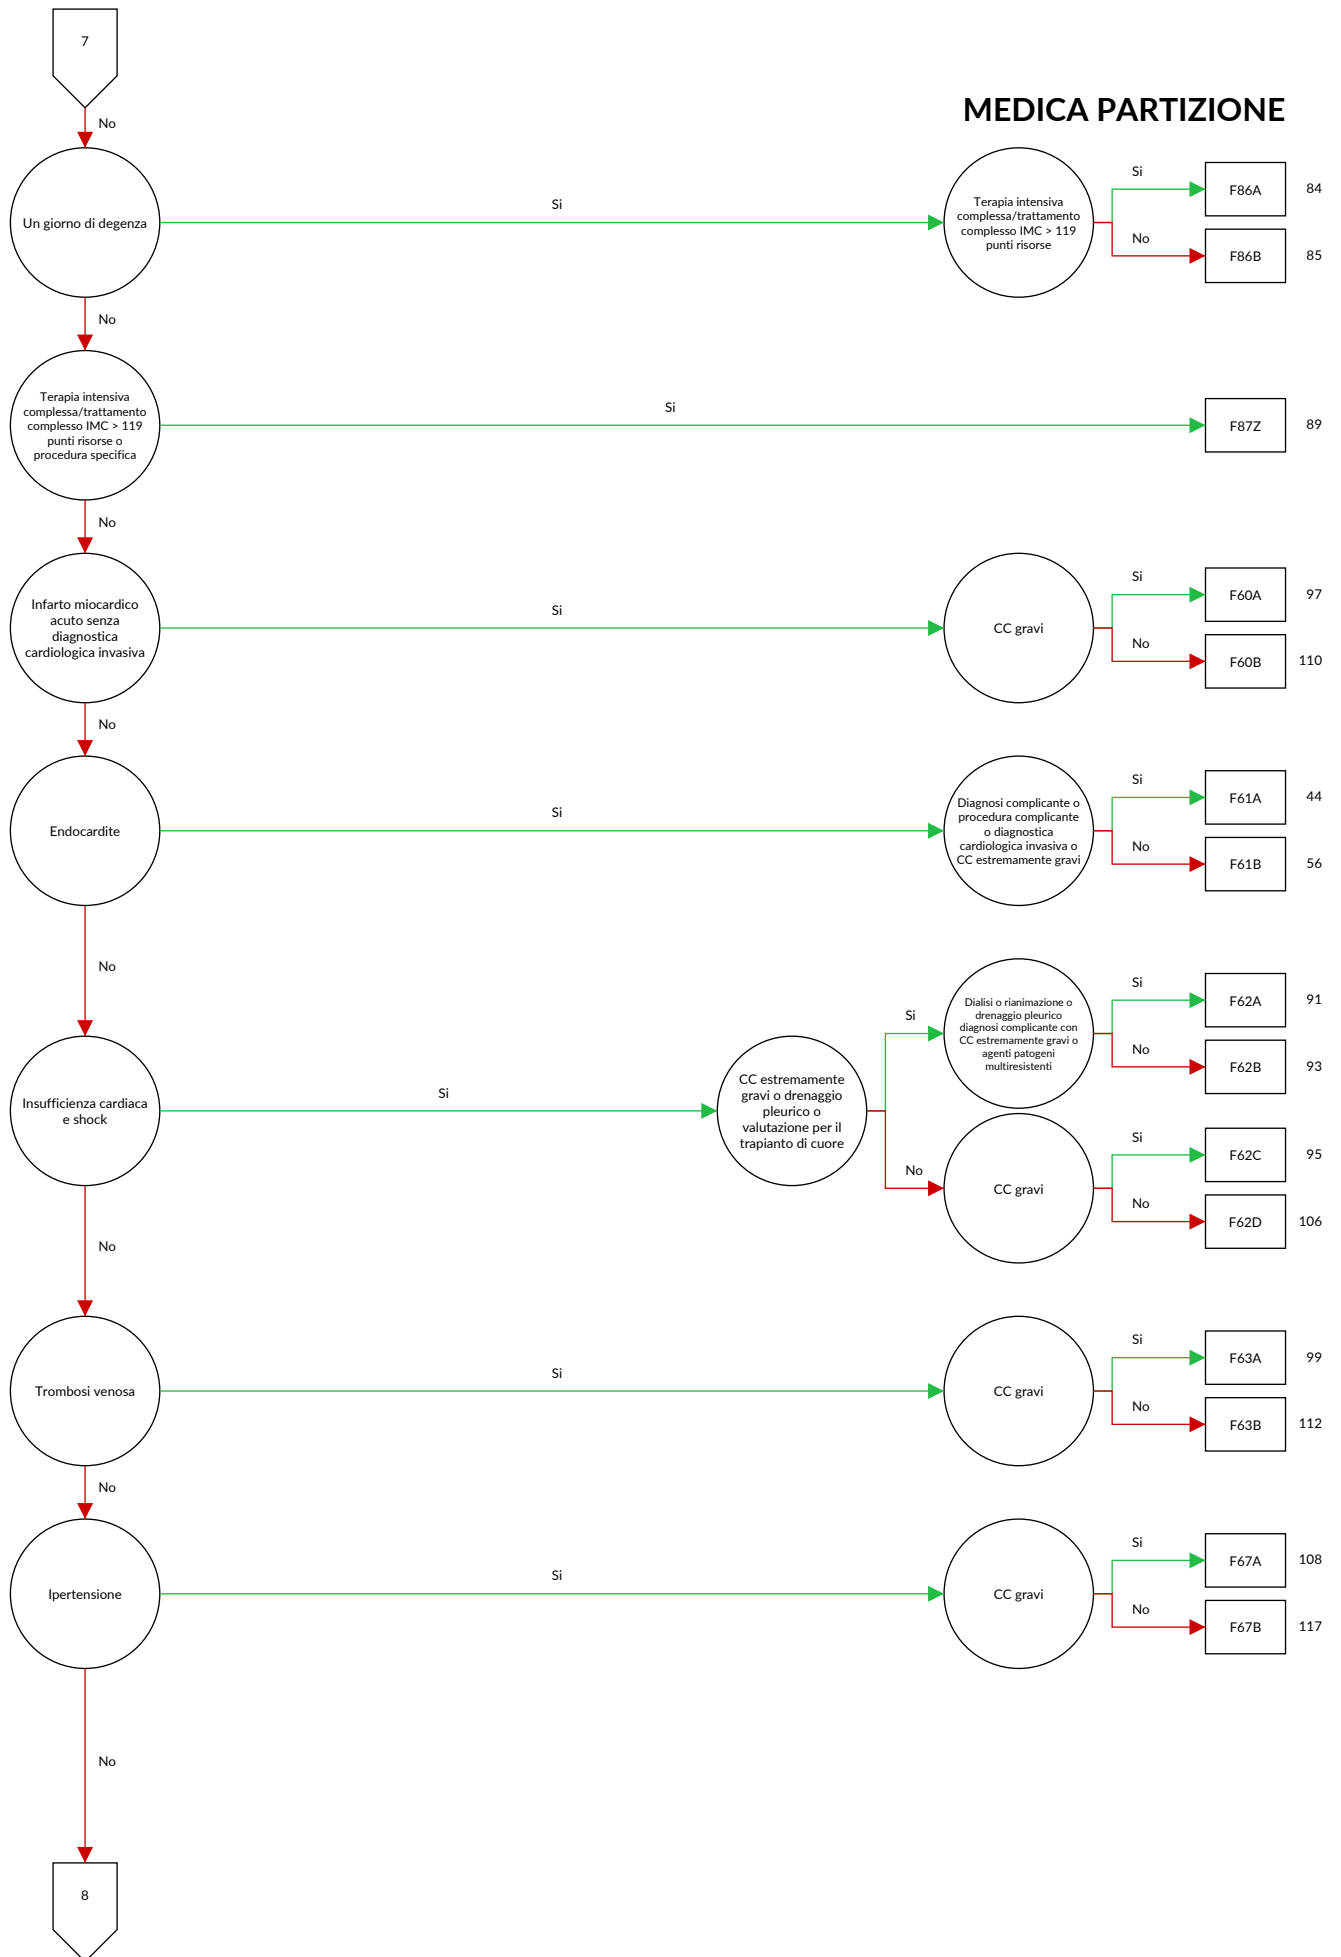 7
No
MEDICA PARTIZIONE
Un giorno di degenza
Si
Terapia intensiva
complessa/trattamento
complesso IMC > 119
punti risorse
Si
F86A
84
No
F86B
85
No
Terapia intensiva
complessa/trattamento
complesso IMC > 119
punti risorse o
procedura specifica
Si
F87Z
89
No
Infarto miocardico
acuto senza
diagnostica
cardiologica invasiva
Si
CC gravi
Si
F60A
97
No
F60B
110
No
Endocardite
Si
Diagnosi complicante o
procedura complicante
o diagnostica
cardiologica invasiva o
CC estremamente gravi
Si
F61A
44
No
F61B
56
No
Insufficienza cardiaca
e shock
Si
CC estremamente
gravi o drenaggio
pleurico o
valutazione per il
trapianto di cuore
Si
Dialisi o rianimazione o
drenaggio pleurico
diagnosi complicante con
CC estremamente gravi o
agenti patogeni
multiresistenti
Si
F62A
91
No
F62B
93
No
CC gravi
Si
F62C
95
No
F62D
106
No
Trombosi venosa
Si
CC gravi
Si
F63A
99
No
F63B
112
No
Ipertensione
Si
CC gravi
Si
F67A
108
No
F67B
117
No
8